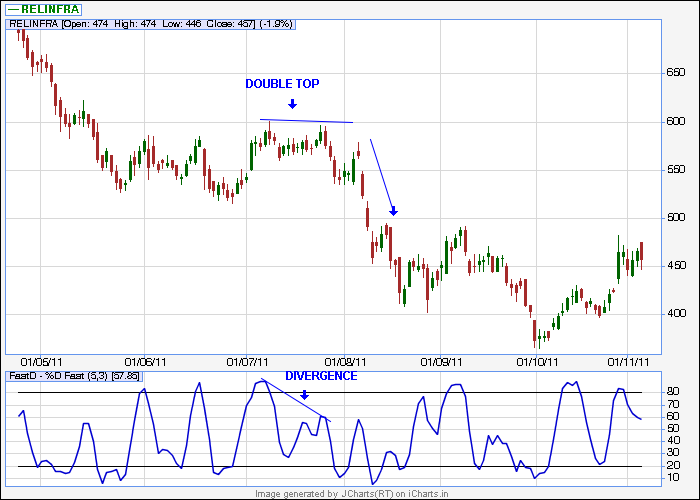 RELINFRA
RELINFRA [Open: 474 High: 474 Low: 446 Close: 457] (-1.9%)
DOUBLE TOP
650
600
550
500
450
400
01/05/11 01/06/11 01/07/11 01/08/11 01/09/11 01/10/11 01/11/11
FastD - %D Fast (5,3) [57.85]
DIVERGENCE
80
70
60
50
40
30
20
10
Image generated by JCharts(RT) on iCharts.in